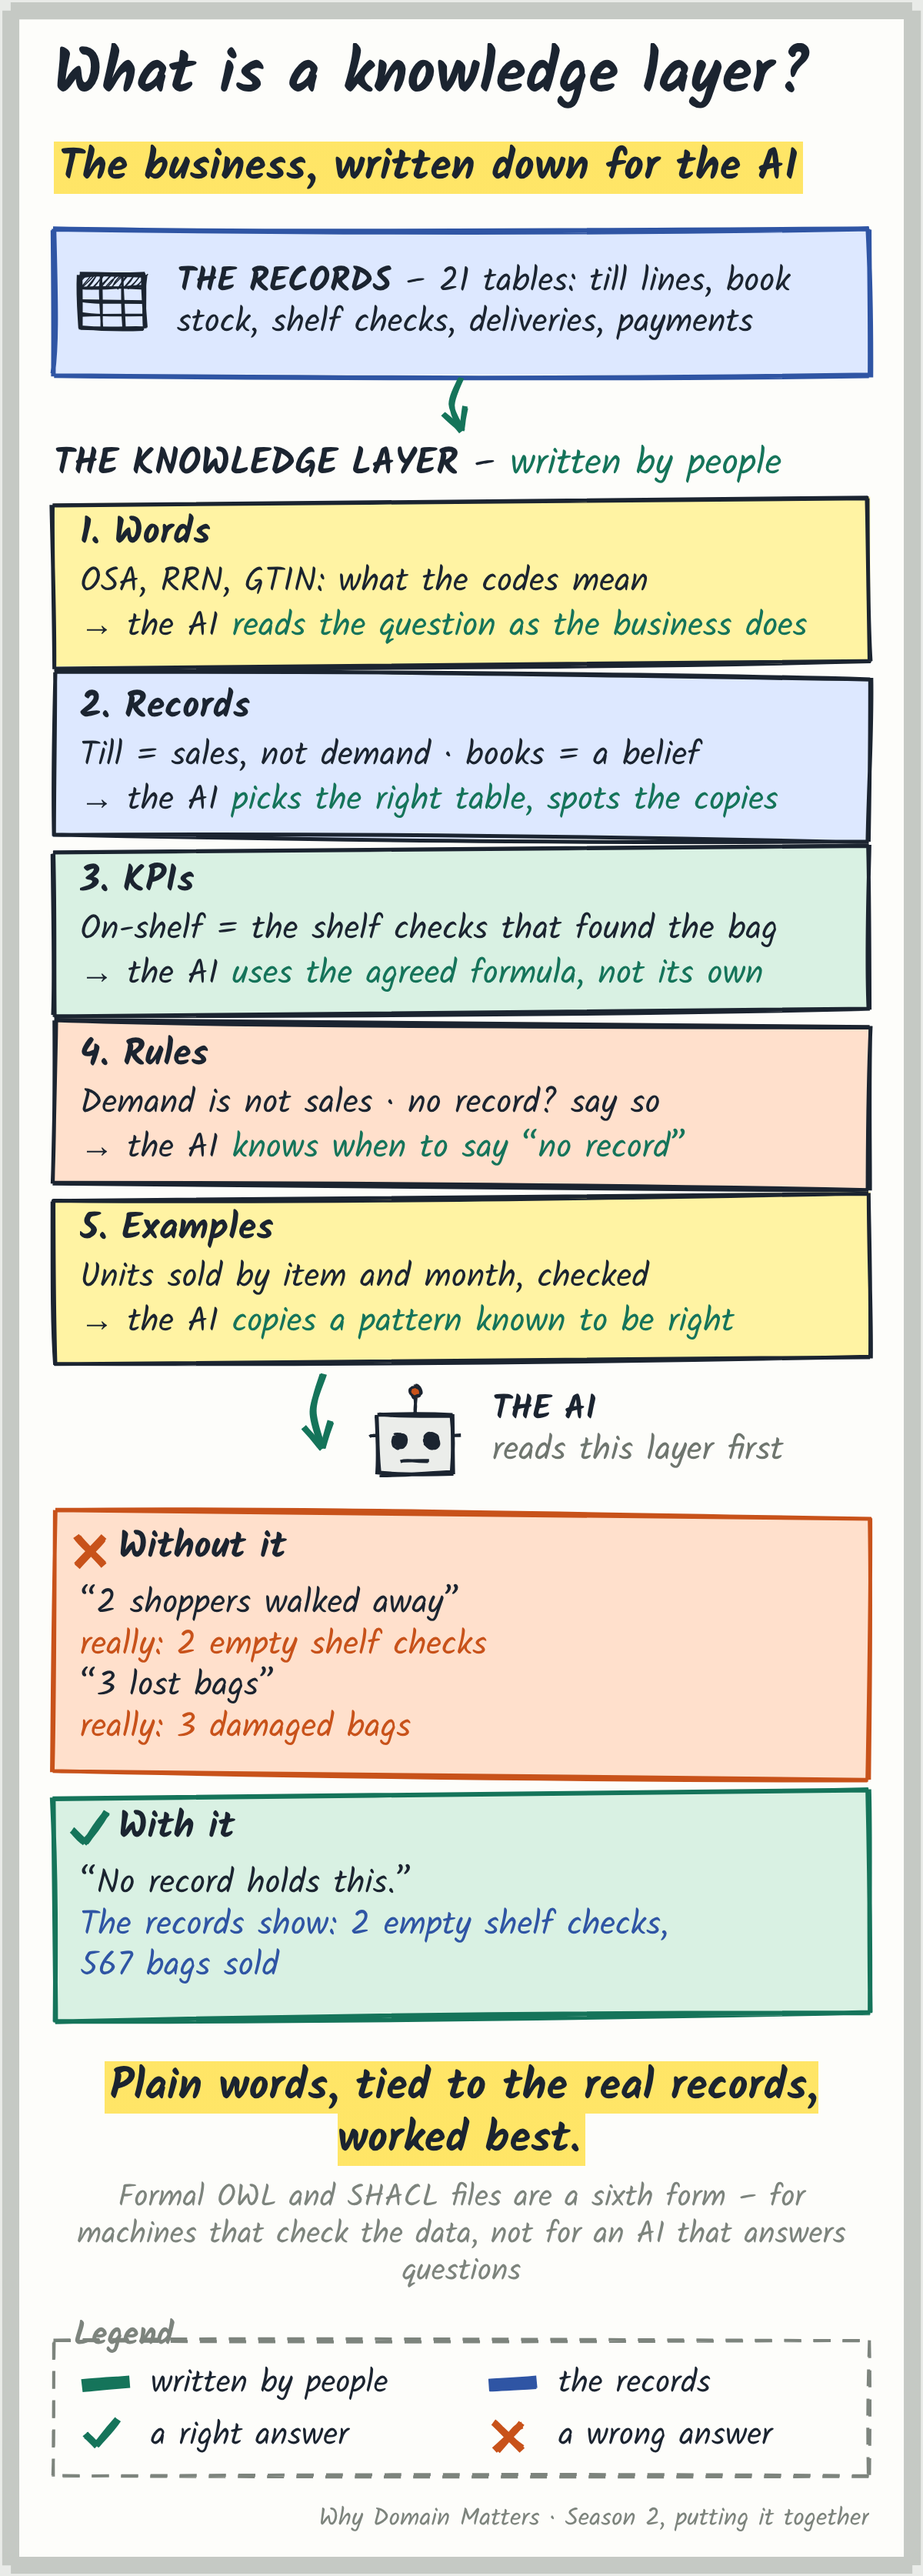 What is a knowledge layer?
The business, written down for the AI
THE RECORDS – 21 tables: till lines, book
stock, shelf checks, deliveries, payments
THE KNOWLEDGE LAYER – written by people
1. Words
OSA, RRN, GTIN: what the codes mean
→ the AI reads the question as the business does
2. Records
Till = sales, not demand · books = a belief
→ the AI picks the right table, spots the copies
3. KPIs
On-shelf = the shelf checks that found the bag
→ the AI uses the agreed formula, not its own
4. Rules
Demand is not sales · no record? say so
→ the AI knows when to say “no record”
5. Examples
Units sold by item and month, checked
→ the AI copies a pattern known to be right
THE AI
reads this layer first
Without it
“2 shoppers walked away”
really: 2 empty shelf checks
“3 lost bags”
really: 3 damaged bags
With it
“No record holds this.”
The records show: 2 empty shelf checks,
567 bags sold
Plain words, tied to the real records,
worked best.
Formal OWL and SHACL files are a sixth form – for
machines that check the data, not for an AI that answers
questions
Legend
written by people
the records
a right answer
a wrong answer
Why Domain Matters · Season 2, putting it together